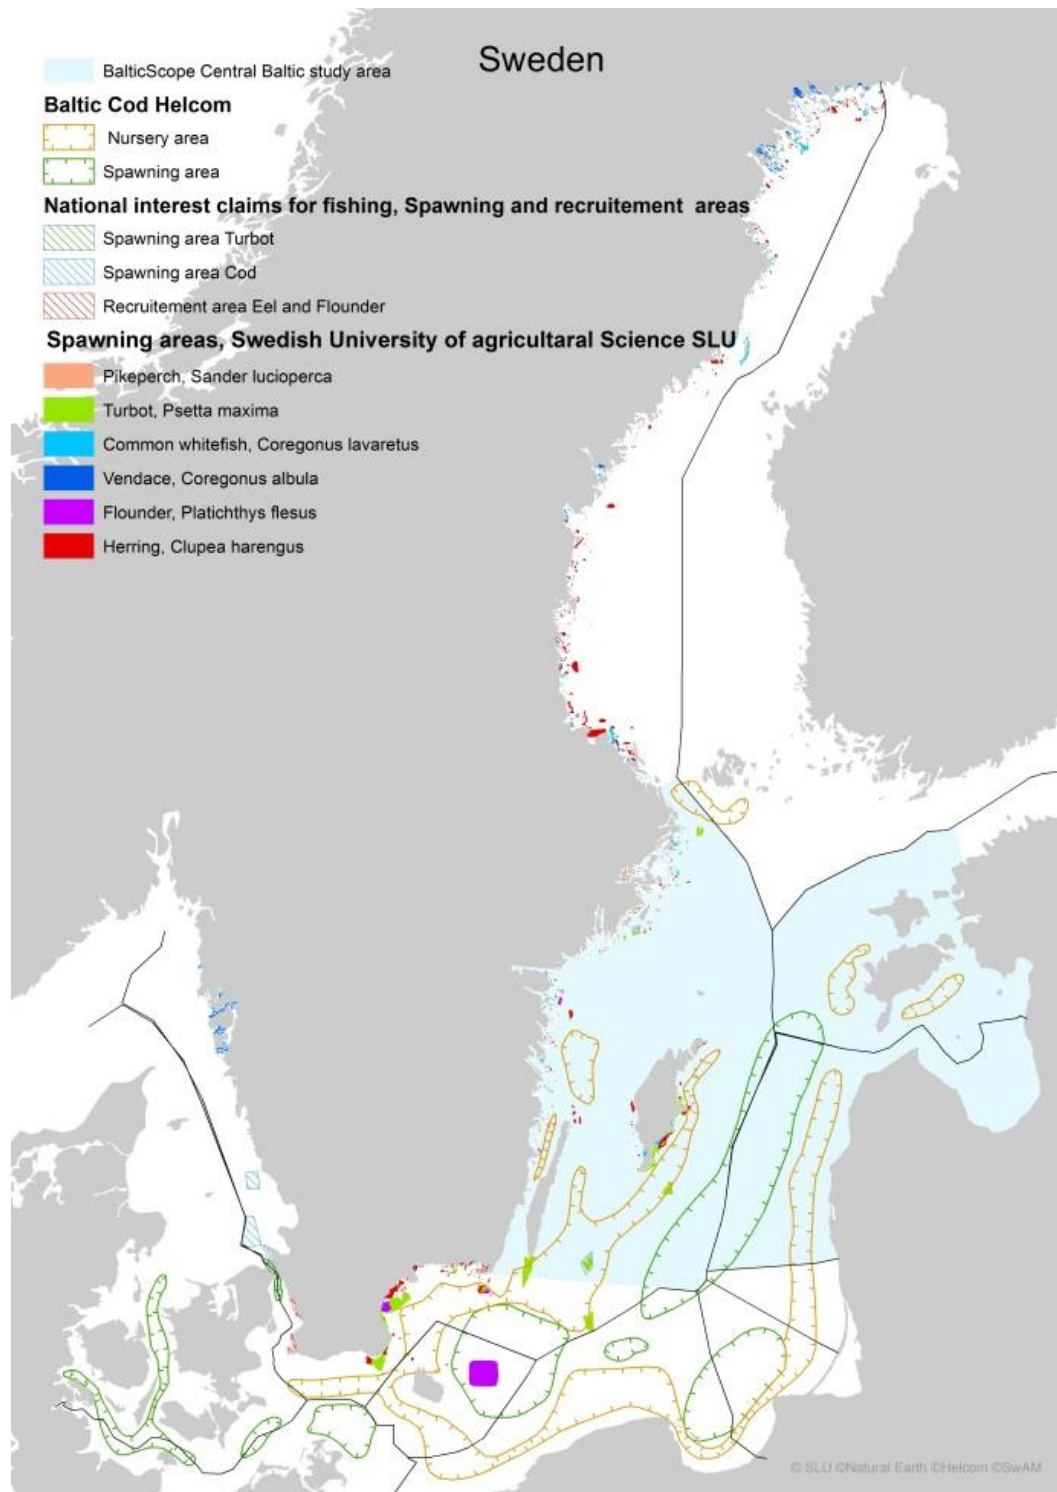 Sweden
BalticScope Central Baltic study area
Baltic Cod Helcom
Nursery area
Spawning area
National interest claims for fishing, Spawning and recruitement areas
Spawning area Turbot
Spawning area Cod
Recruitement area Eel and Flounder
Spawning areas, Swedish University of agricultaral Science SLU
Pikeperch, Sander lucioperca
Turbot, Psetta maxima
Common whitefish, Coregonus lavaretus
Vendace, Coregonus albula
Flounder, Platichthys flesus
Herring, Clupea harengus
© SLU ©Natural Earth ©Helcom ©SwAM